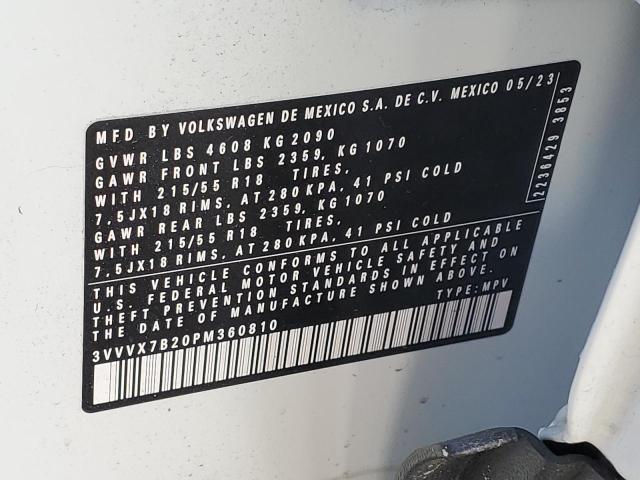 MFD BY VOLKSWAGEN DE MEXICO S.A. DE C.V. MEXICO 05/23
GVWR LBS 4608 KG 2090
GAWR FRONT LBS 2359, KG 1070
WITH 215/55 R18 TIRES,
7.5JX18 RIMS, AT 280KPA, 41 PSI COLD
GAWR REAR LBS 2359, KG 1070
WITH 215/55 R18 TIRES,
7.5JX18 RIMS, AT 280KPA, 41 PSI COLD
THIS VEHICLE CONFORMS TO ALL APPLICABLE
U.S. FEDERAL MOTOR VEHICLE SAFETY AND
THEFT PREVENTION STANDARDS IN EFFECT ON
THE DATE OF MANUFACTURE SHOWN ABOVE.
3VVVX7B20PM360810 TYPE:MPV
2236429 3853